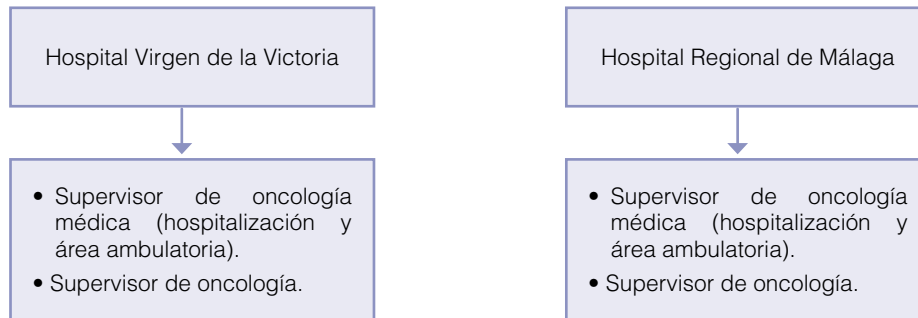 Hospital Virgen de la Victoria
• Supervisor de oncología
médica (hospitalización y
área ambulatoria).
• Supervisor de oncología.
Hospital Regional de Málaga
• Supervisor de oncología
médica (hospitalización y
área ambulatoria).
• Supervisor de oncología.